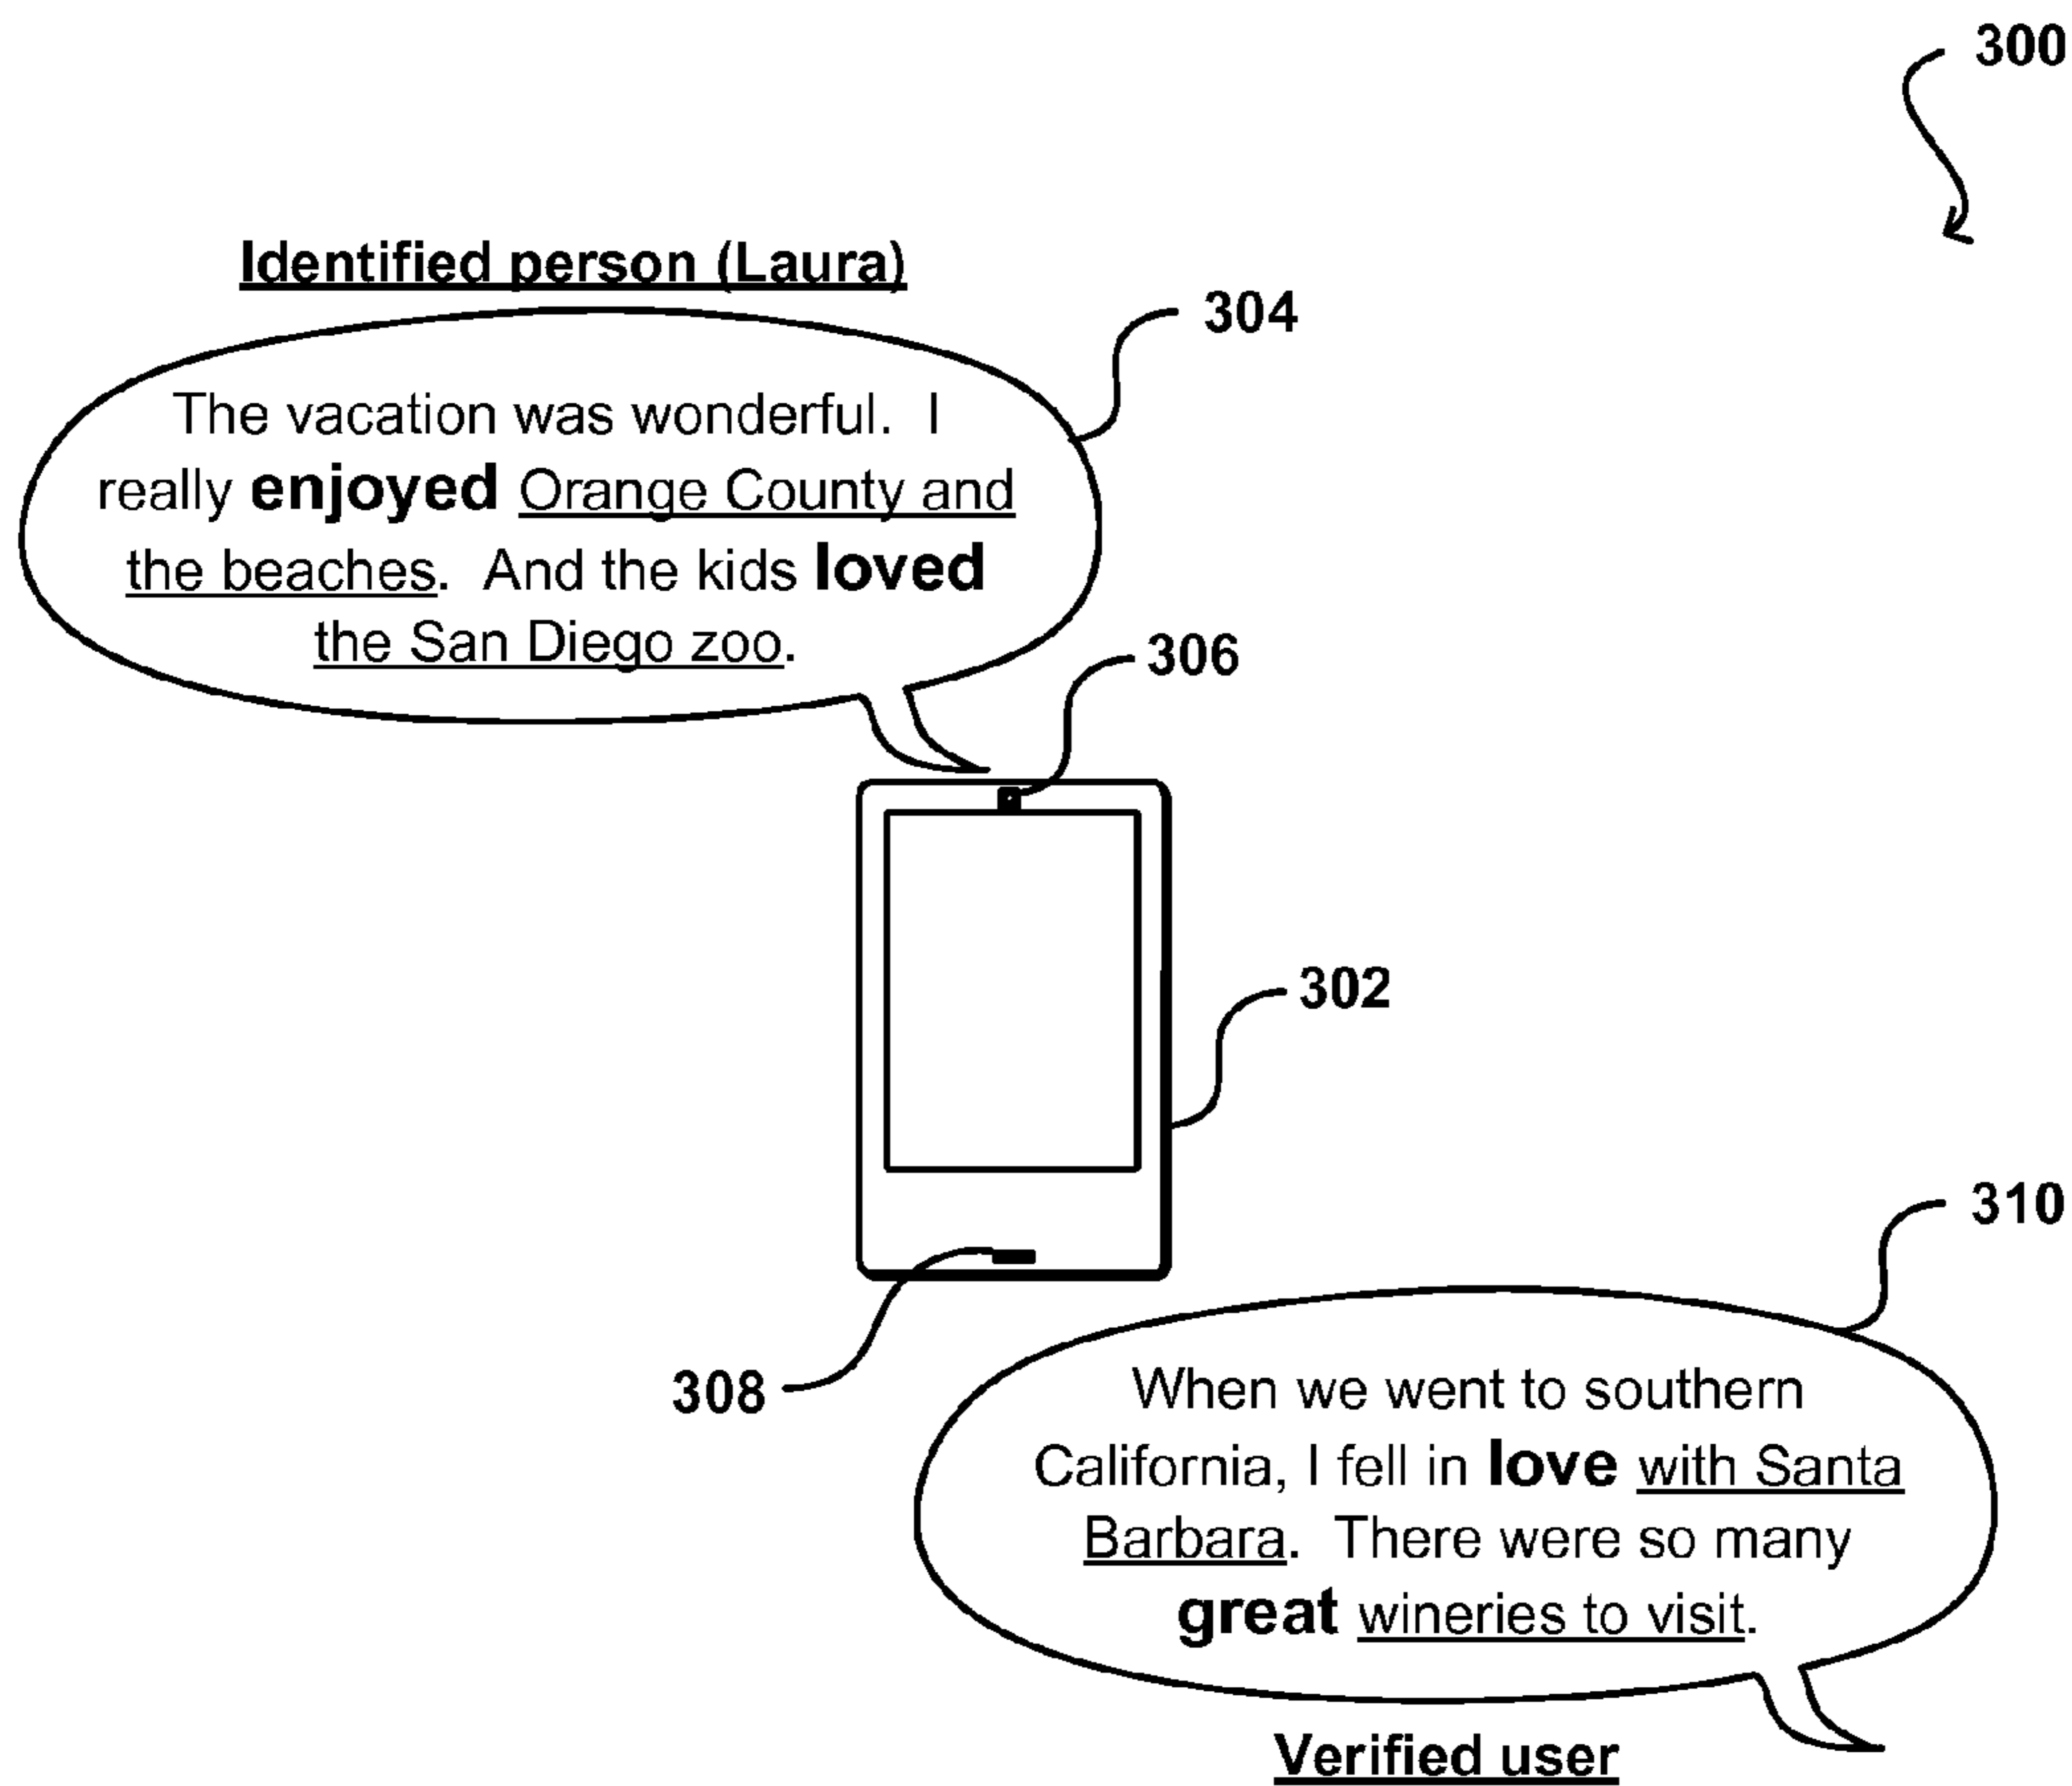 300
Identified person (Laura)
304
The vacation was wonderful. I
really enjoyed Orange County and
the beaches. And the kids loved
the San Diego zoo.
306
302
310
308
When we went to southern
California, I fell in love with Santa
Barbara. There were so many
great wineries to visit.
Verified user